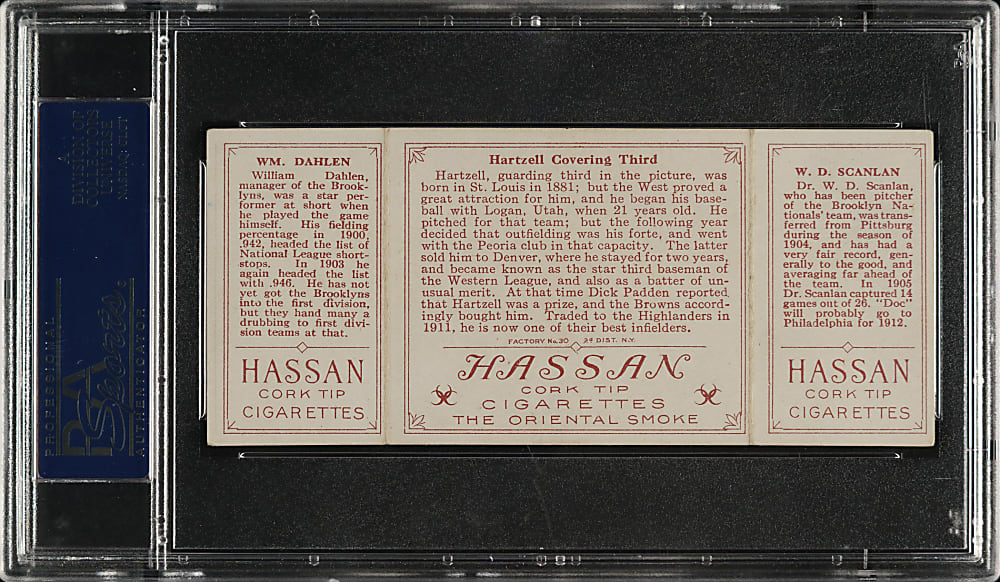 A
DIVISION OF
COLLECTORS
UNIVERSE
NASDAQ: CLCT
PROFESSIONAL
PSA
Sports
AUTHENTICATOR
WM. DAHLEN
William Dahlen,
manager of the Brook-
lyns, was a star per-
former at short when
he played the game
himself. His fielding
percentage in 1900,
.942, headed the list of
National League short-
stops. In 1903 he
again headed the list
with .946. He has not
yet got the Brooklyns
into the first division,
but they hand many a
drubbing to first divi-
sion teams at that.
HASSAN
CORK TIP
CIGARETTES
Hartzell Covering Third
Hartzell, guarding third in the picture, was
born in St. Louis in 1881; but the West proved a
great attraction for him, and he began his base-
ball with Logan, Utah, when 21 years old. He
pitched for that team; but the following year
decided that outfielding was his forte, and went
with the Peoria club in that capacity. The latter
sold him to Denver, where he stayed for two years,
and became known as the star third baseman of
the Western League, and also as a batter of un-
usual merit. At that time Dick Padden reported
that Hartzell was a prize, and the Browns accord-
ingly bought him. Traded to the Highlanders in
1911, he is now one of their best infielders.
FACTORY No. 30 2d DIST. N.Y.
HASSAN
CORK TIP
CIGARETTES
THE ORIENTAL SMOKE
W. D. SCANLAN
Dr. W. D. Scanlan,
who has been pitcher
of the Brooklyn Na-
tionals' team, was trans-
ferred from Pittsburg
during the season of
1904, and has had a
very fair record, gen-
erally to the good, and
averaging far ahead of
the team. In 1905
Dr. Scanlan captured 14
games out of 26. "Doc"
will probably go to
Philadelphia for 1912.
HASSAN
CORK TIP
CIGARETTES